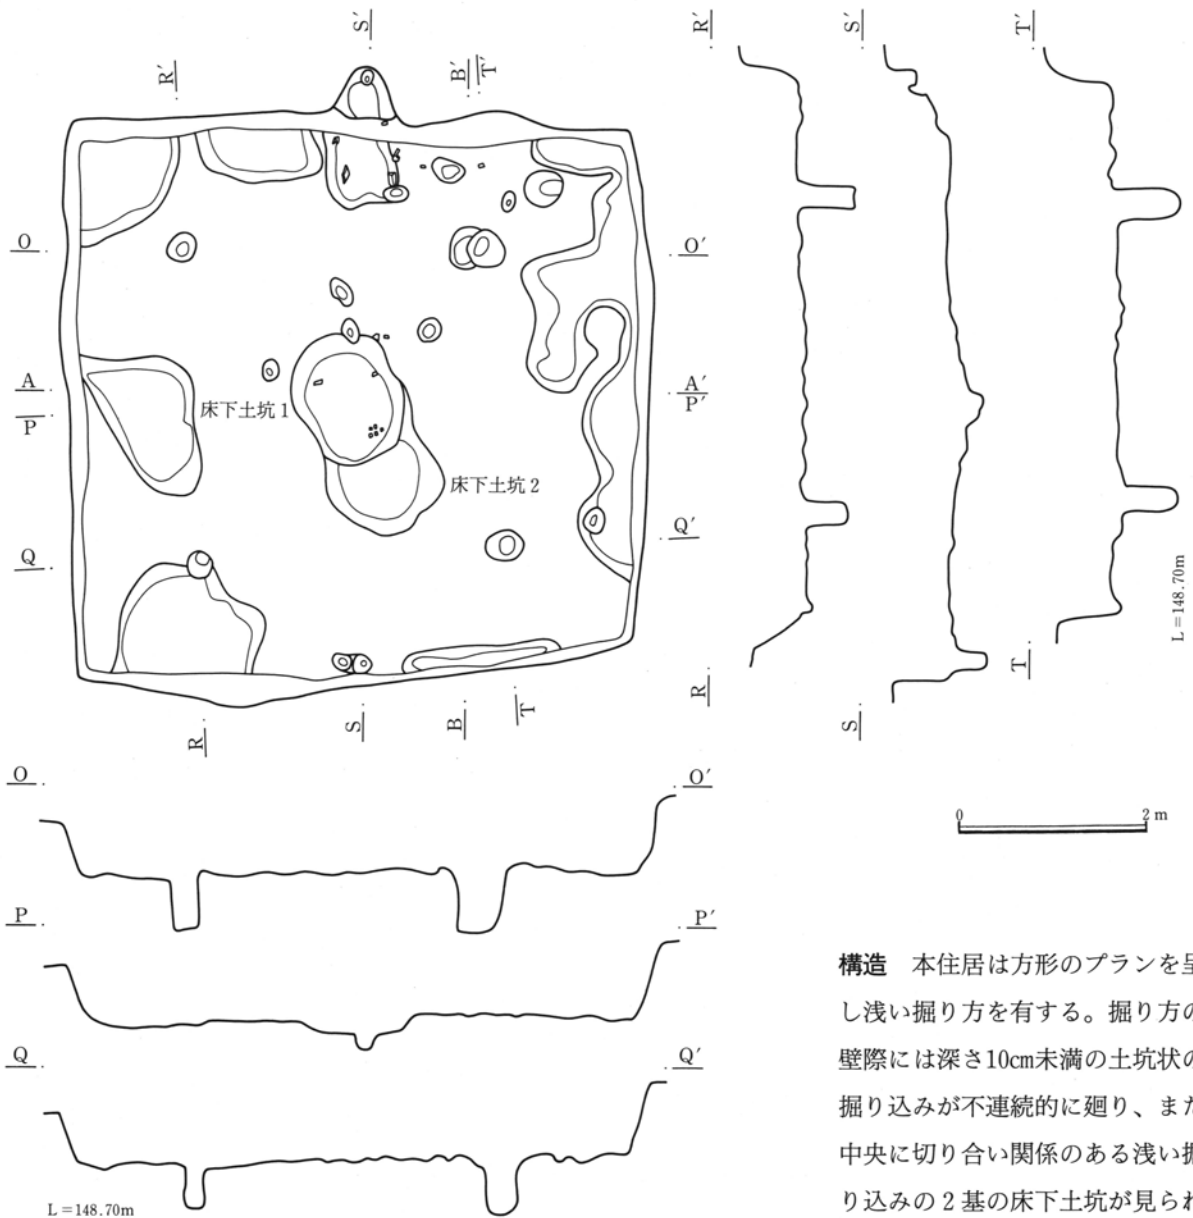 S′
R′
B′
T′
R′
S′
T′
O
O′
A
P
A′
P′
床下土坑1
床下土坑2
Q
Q′
L=148.70m
R
S
B
T
R
S
T
O
O′
0 2m
P
P′
Q
Q′
L=148.70m
構造 本住居は方形のプランを呈
し浅い掘り方を有する。掘り方の
壁際には深さ10cm未満の土坑状の
掘り込みが不連続的に廻り、また
中央に切り合い関係のある浅い掘
り込みの2基の床下土坑が見られ